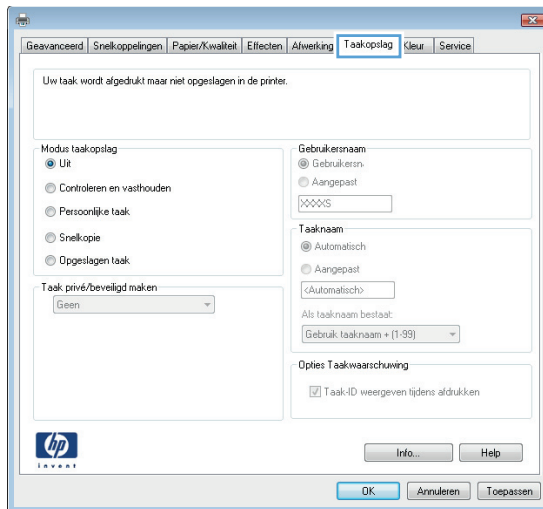 Geavanceerd Snelkoppelingen Papier/Kwaliteit Effecten Afwerking Taakopslag Kleur Service
Uw taak wordt afgedrukt maar niet opgeslagen in de printer.
Modus taakopslag
Uit
Controleren en vasthouden
Persoonlijke taak
Snelkopie
Opgeslagen taak
Taak privé/beveiligd maken
Geen
Gebruikersnaam
Gebruikersn.
Aangepast
XXXXS
Taaknaam
Automatisch
Aangepast
<Automatisch>
Als taaknaam bestaat:
Gebruik taaknaam + (1-99)
Opties Taakwaarschuwing
Taak-ID weergeven tijdens afdrukken
hp
invent
Info... Help
OK Annuleren Toepassen